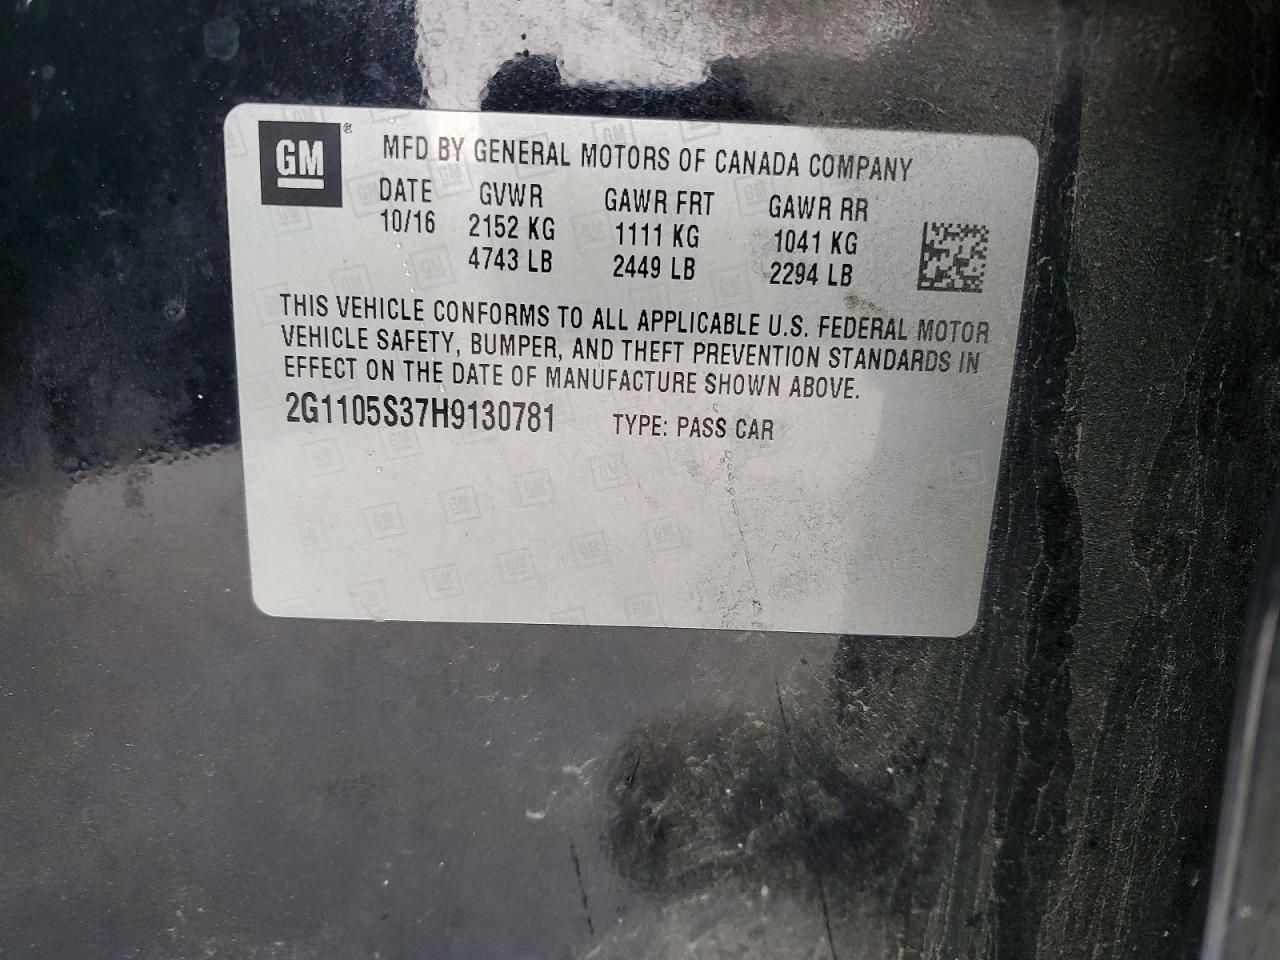 GM®
MFD BY GENERAL MOTORS OF CANADA COMPANY
DATE GVWR GAWR FRT GAWR RR
10/16 2152 KG 1111 KG 1041 KG
4743 LB 2449 LB 2294 LB
THIS VEHICLE CONFORMS TO ALL APPLICABLE U.S. FEDERAL MOTOR
VEHICLE SAFETY, BUMPER, AND THEFT PREVENTION STANDARDS IN
EFFECT ON THE DATE OF MANUFACTURE SHOWN ABOVE.
2G1105S37H9130781 TYPE: PASS CAR